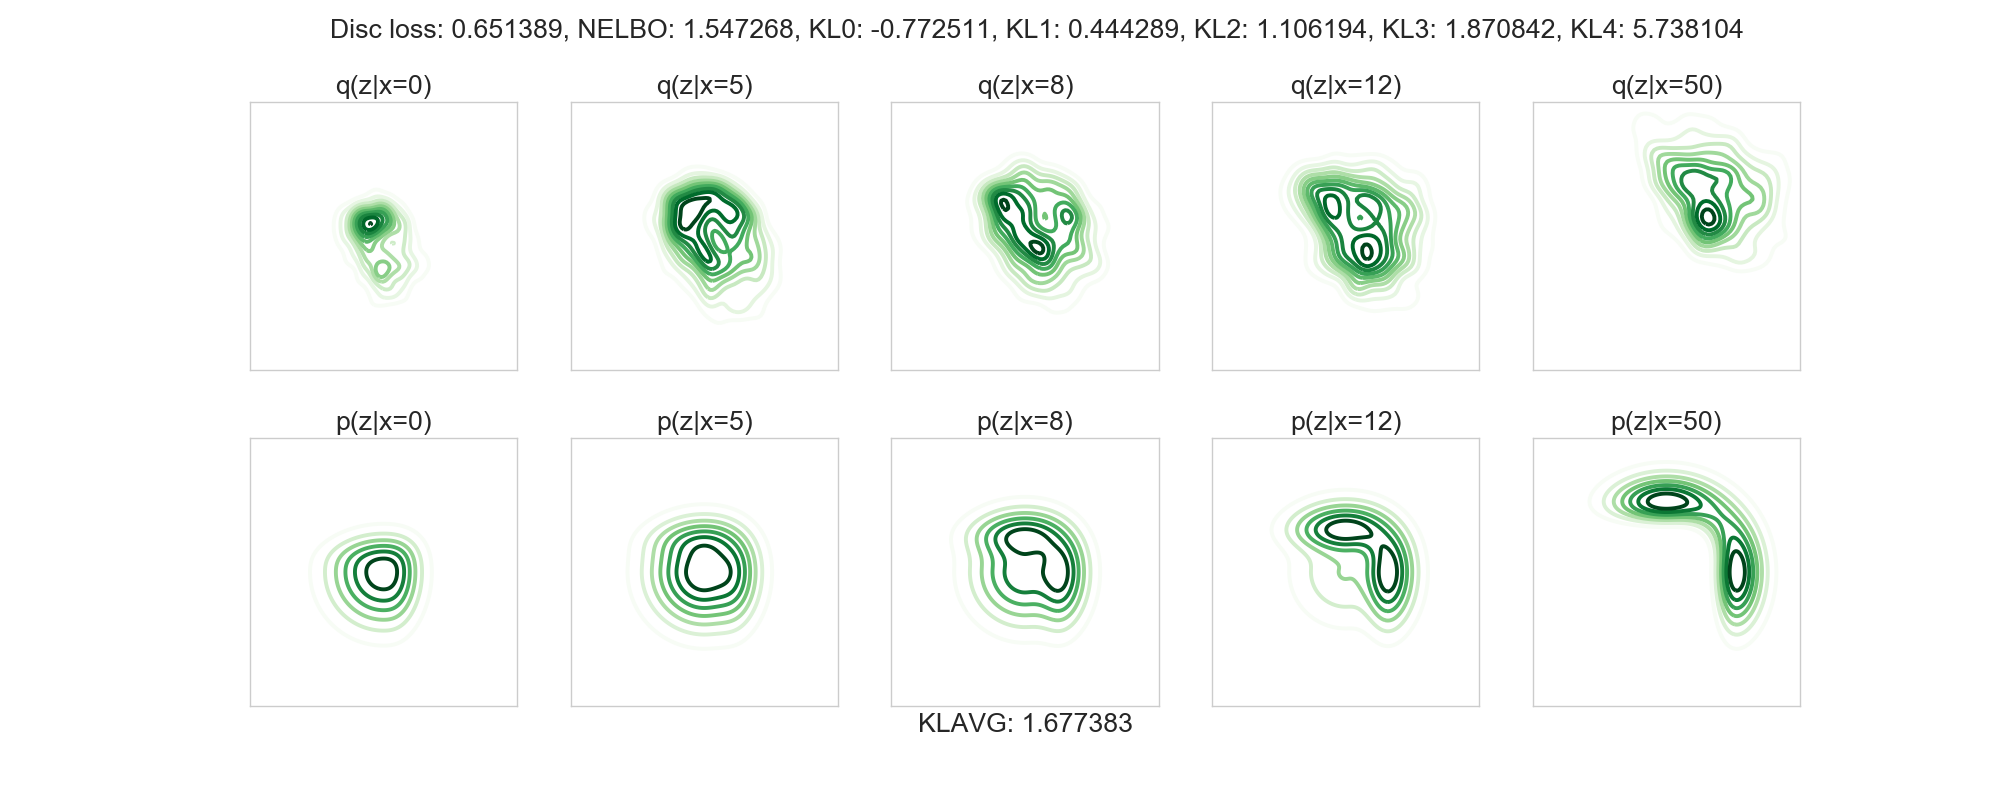 Disc loss: 0.651389, NELBO: 1.547268, KL0: -0.772511, KL1: 0.444289, KL2: 1.106194, KL3: 1.870842, KL4: 5.738104
q(z|x=0) q(z|x=5) q(z|x=8) q(z|x=12) q(z|x=50)
p(z|x=0) p(z|x=5) p(z|x=8) p(z|x=12) p(z|x=50)
KLAVG: 1.677383